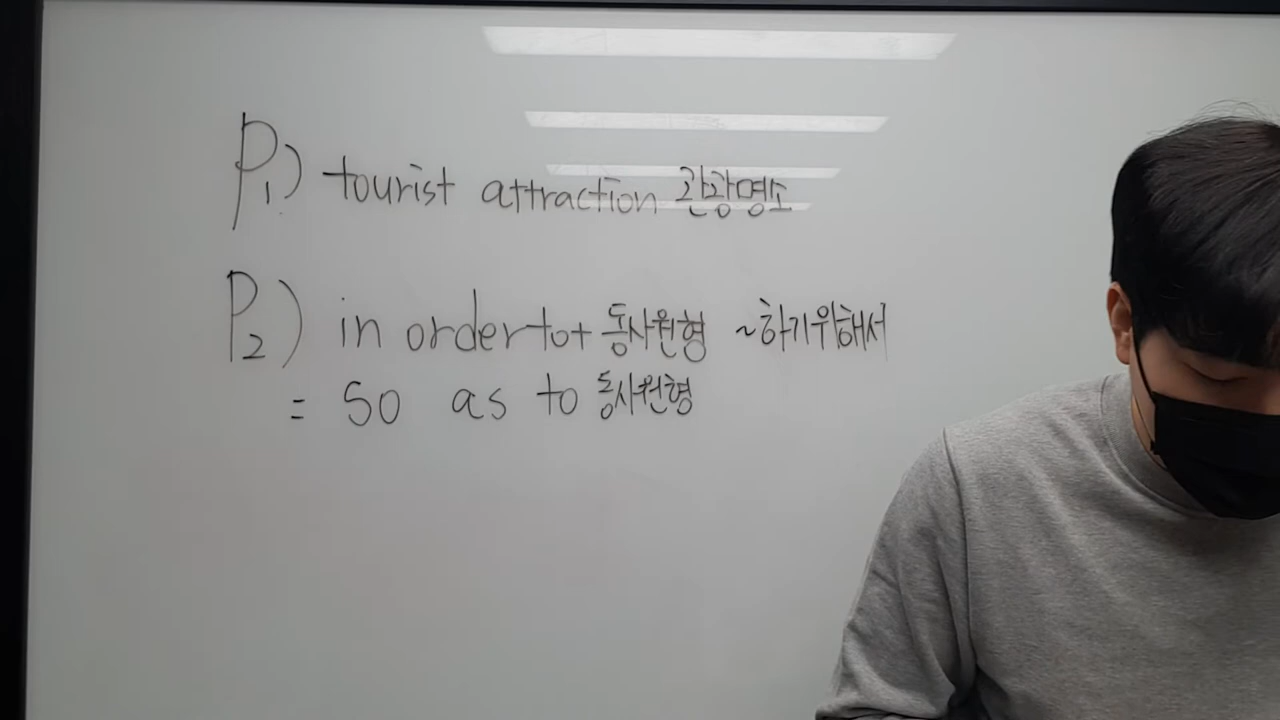 P1) tourist attraction 관광명소
P2) in order to + 동사원형 ~하기위해서
= so as to 동사원형